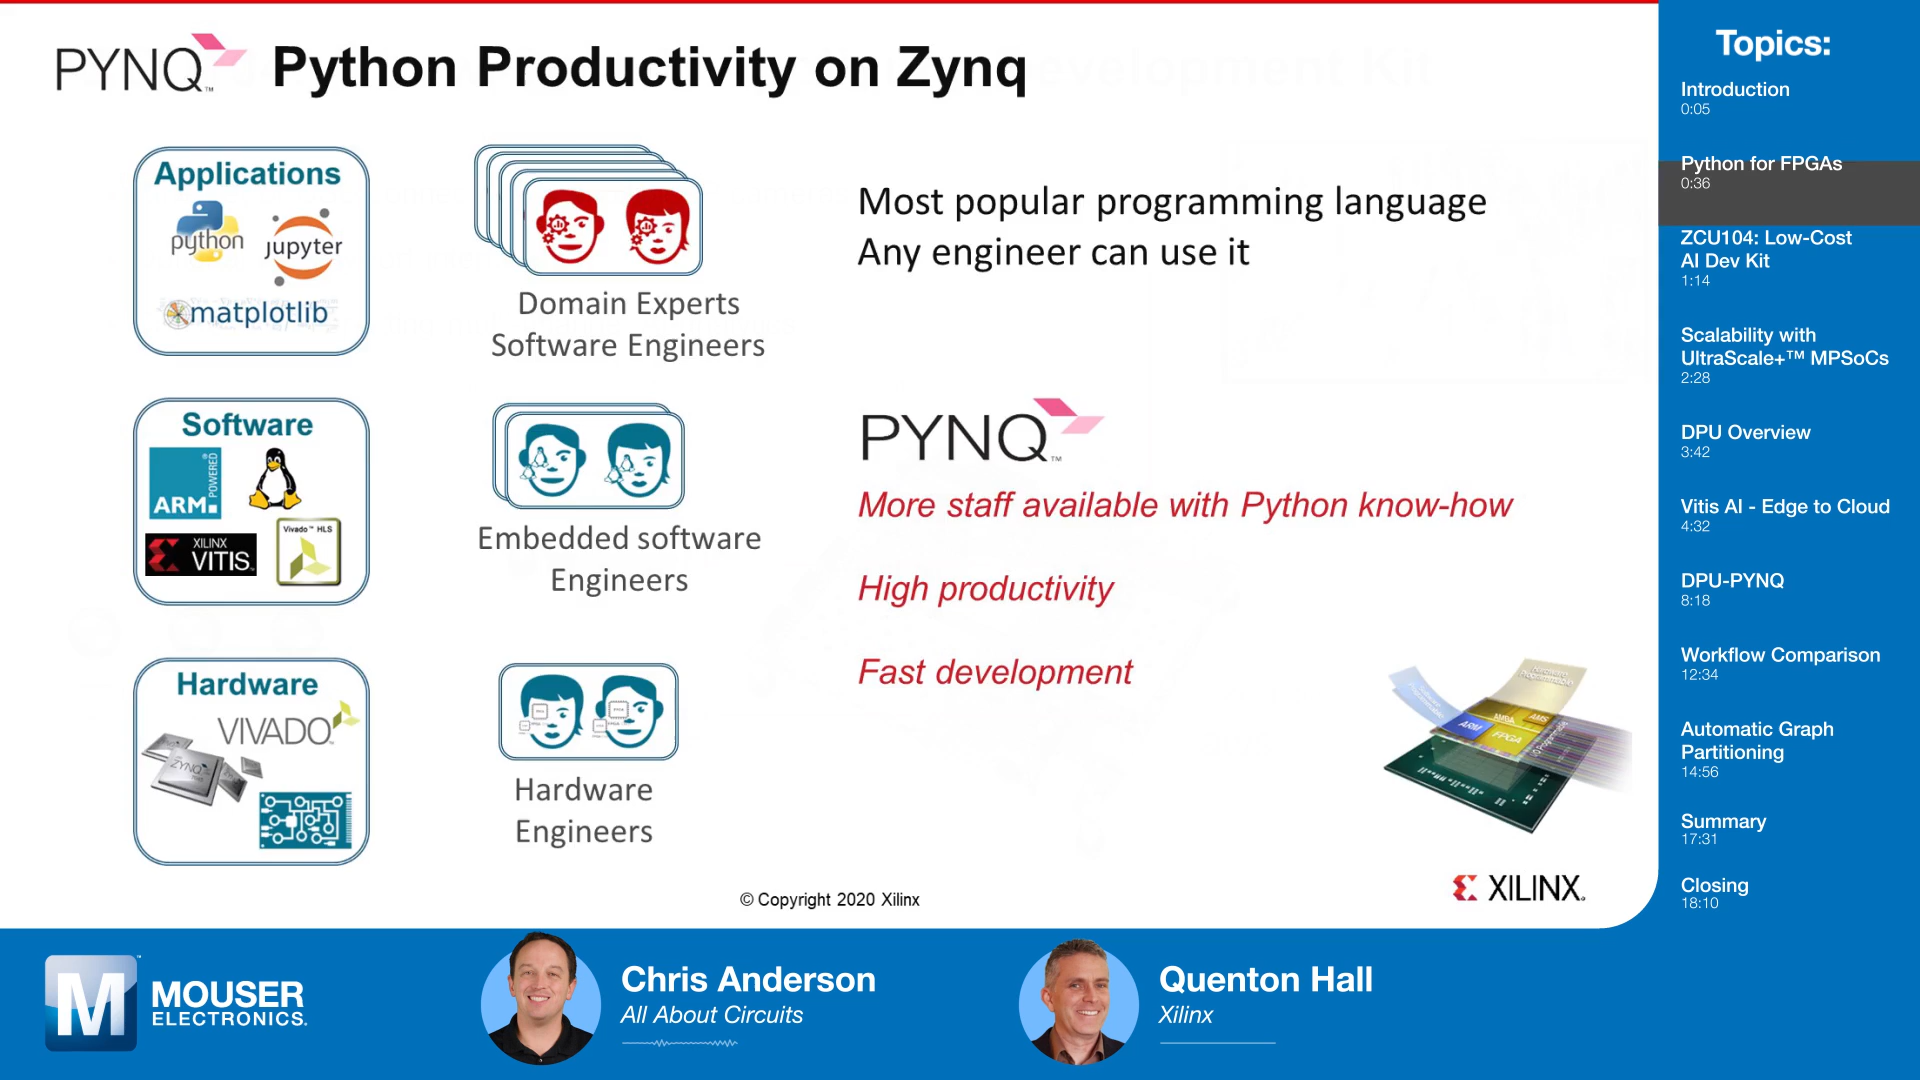 PYNQ™ Python Productivity on Zynq
Applications
python
jupyter
matplotlib
Domain Experts
Software Engineers
Most popular programming language
Any engineer can use it
Software
ARM POWERED®
XILINX
VITIS
Vivado™ HLS
Embedded software
Engineers
PYNQ™
More staff available with Python know-how
High productivity
Fast development
Hardware
VIVADO
ZYNQ
Hardware
Engineers
ARM
AMS
FPGA
© Copyright 2020 Xilinx
XILINX
Topics:
Introduction
0:05
Python for FPGAs
0:36
ZCU104: Low-Cost
AI Dev Kit
1:14
Scalability with
UltraScale+™ MPSoCs
2:28
DPU Overview
3:42
Vitis AI - Edge to Cloud
4:32
DPU-PYNQ
8:18
Workflow Comparison
12:34
Automatic Graph
Partitioning
14:56
Summary
17:31
Closing
18:10
M MOUSER
ELECTRONICS
Chris Anderson
All About Circuits
Quenton Hall
Xilinx